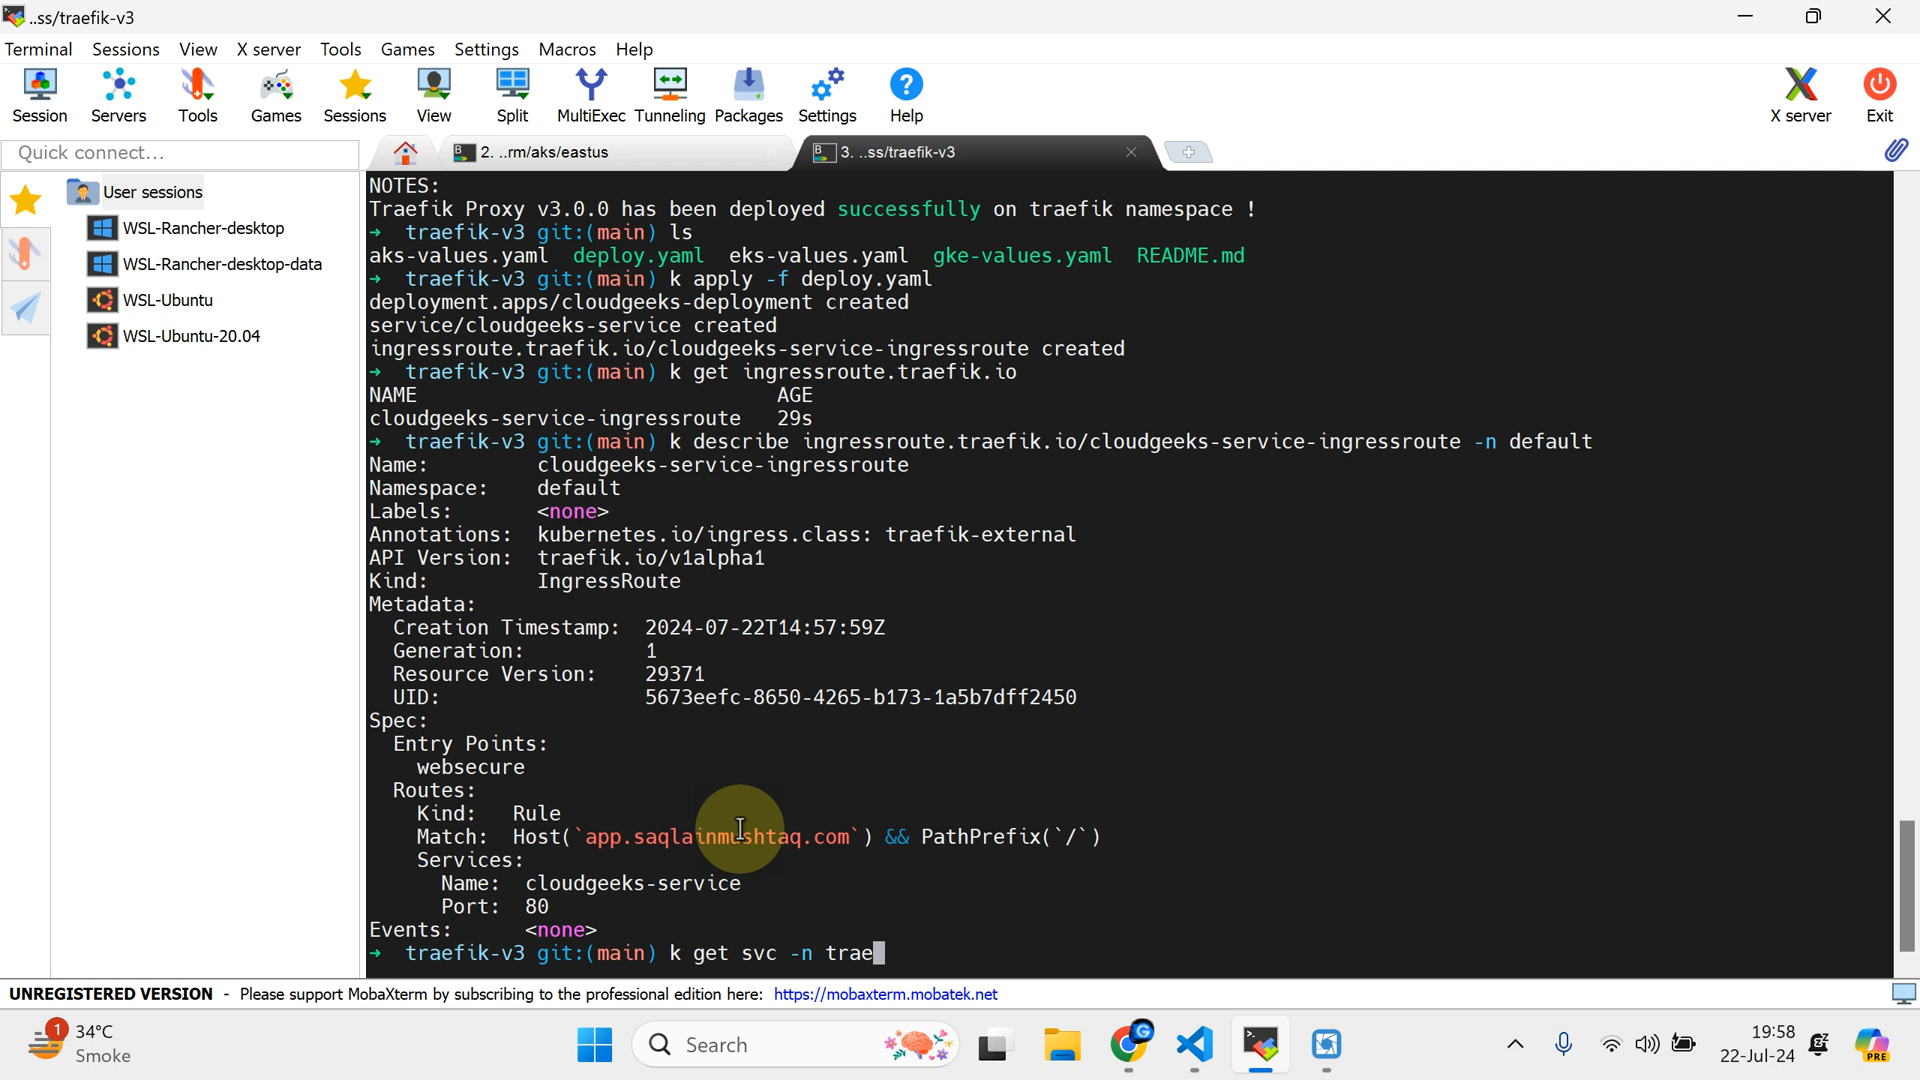 ..ss/traefik-v3
Terminal Sessions View X server Tools Games Settings Macros Help
Session Servers Tools Games Sessions View Split MultiExec Tunneling Packages Settings Help X server Exit
Quick connect...
2. ..rm/aks/eastus
3. ..ss/traefik-v3
User sessions
WSL-Rancher-desktop
WSL-Rancher-desktop-data
WSL-Ubuntu
WSL-Ubuntu-20.04
NOTES:
Traefik Proxy v3.0.0 has been deployed successfully on traefik namespace !
➜ traefik-v3 git:(main) ls
aks-values.yaml deploy.yaml eks-values.yaml gke-values.yaml README.md
➜ traefik-v3 git:(main) k apply -f deploy.yaml
deployment.apps/cloudgeeks-deployment created
service/cloudgeeks-service created
ingressroute.traefik.io/cloudgeeks-service-ingressroute created
➜ traefik-v3 git:(main) k get ingressroute.traefik.io
NAME AGE
cloudgeeks-service-ingressroute 29s
➜ traefik-v3 git:(main) k describe ingressroute.traefik.io/cloudgeeks-service-ingressroute -n default
Name: cloudgeeks-service-ingressroute
Namespace: default
Labels: <none>
Annotations: kubernetes.io/ingress.class: traefik-external
API Version: traefik.io/v1alpha1
Kind: IngressRoute
Metadata:
Creation Timestamp: 2024-07-22T14:57:59Z
Generation: 1
Resource Version: 29371
UID: 5673eefc-8650-4265-b173-1a5b7dff2450
Spec:
Entry Points:
websecure
Routes:
Kind: Rule
Match: Host(`app.saqlainmushtaq.com`) && PathPrefix(`/`)
Services:
Name: cloudgeeks-service
Port: 80
Events: <none>
➜ traefik-v3 git:(main) k get svc -n trae
UNREGISTERED VERSION - Please support MobaXterm by subscribing to the professional edition here: https://mobaxterm.mobatek.net
1
34°C
Smoke
Search
G
19:58
22-Jul-24
PRE